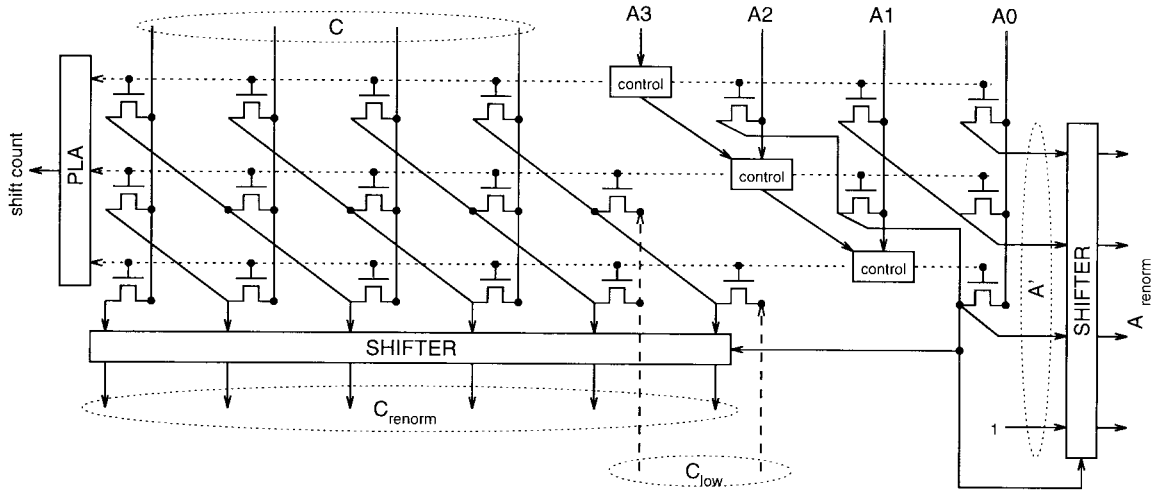 C
A3
A2
A1
A0
control
control
control
PLA
shift count
SHIFTER
C renorm
C low
A'
SHIFTER
A renorm
1